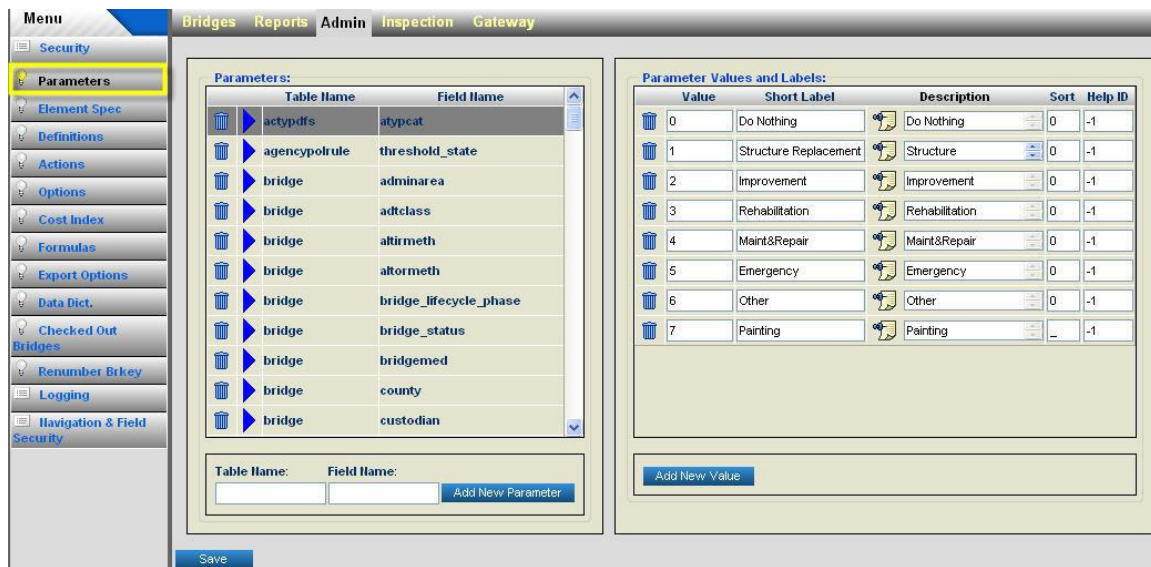 Menu
Bridges Reports Admin Inspection Gateway
Security
Parameters
Element Spec
Definitions
Actions
Options
Cost Index
Formulas
Export Options
Data Dict.
Checked Out
Bridges
Renumber Brkey
Logging
Navigation & Field
Security
Parameters:
Table Name Field Name
actypdfs atypcat
agencypolrule threshold_state
bridge adminarea
bridge adtclass
bridge altirmeth
bridge altormeth
bridge bridge_lifecycle_phase
bridge bridge_status
bridge bridgemed
bridge county
bridge custodian
Table Name: Field Name:
Add New Parameter
Parameter Values and Labels:
Value Short Label Description Sort Help ID
0 Do Nothing Do Nothing 0 -1
1 Structure Replacement Structure 0 -1
2 Improvement Improvement 0 -1
3 Rehabilitation Rehabilitation 0 -1
4 Maint&Repair Maint&Repair 0 -1
5 Emergency Emergency 0 -1
6 Other Other 0 -1
7 Painting Painting _ -1
Add New Value
Save